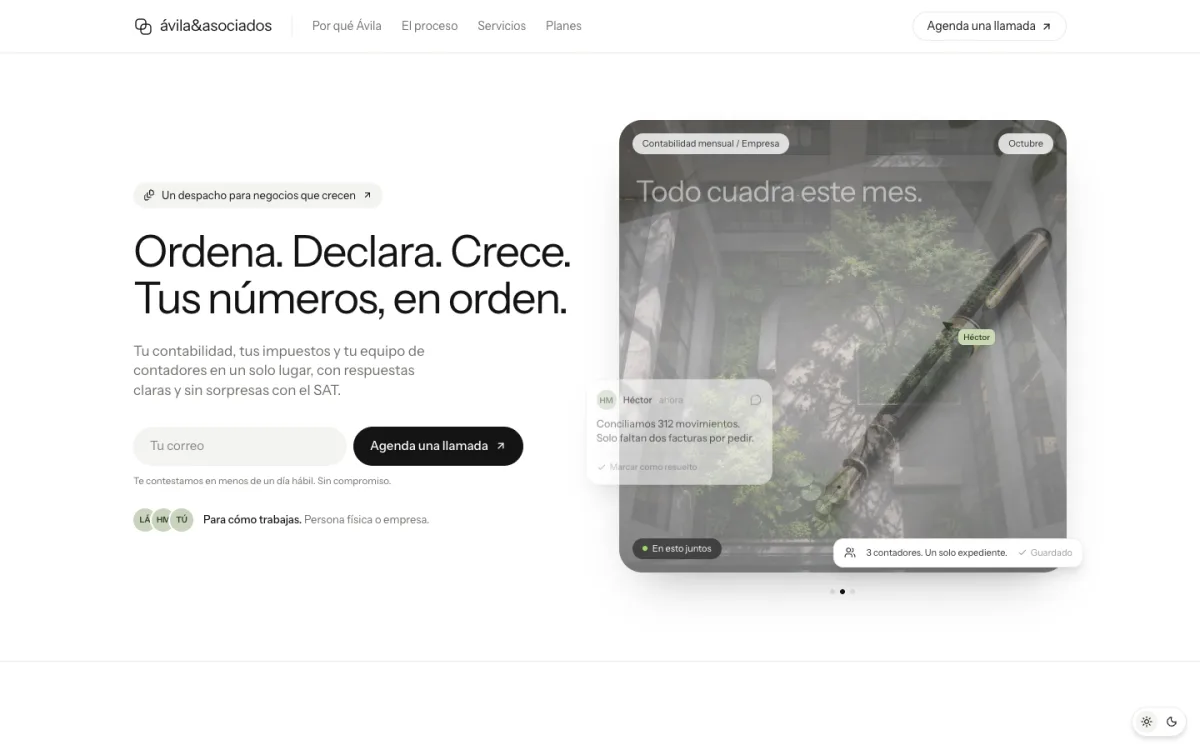 ávila&asociados
Por qué Ávila
El proceso
Servicios
Planes
Agenda una llamada
Un despacho para negocios que crecen
Ordena. Declara. Crece.
Tus números, en orden.
Tu contabilidad, tus impuestos y tu equipo de
contadores en un solo lugar, con respuestas
claras y sin sorpresas con el SAT.
Tu correo
Agenda una llamada
Te contestamos en menos de un día hábil. Sin compromiso.
LÁ
HM
TÚ
Para cómo trabajas. Persona física o empresa.
Contabilidad mensual / Empresa
Octubre
Todo cuadra este mes.
Héctor
HM
Héctor ahora
Conciliamos 312 movimientos.
Solo faltan dos facturas por pedir.
Marcar como resuelto
En esto juntos
3 contadores. Un solo expediente.
Guardado